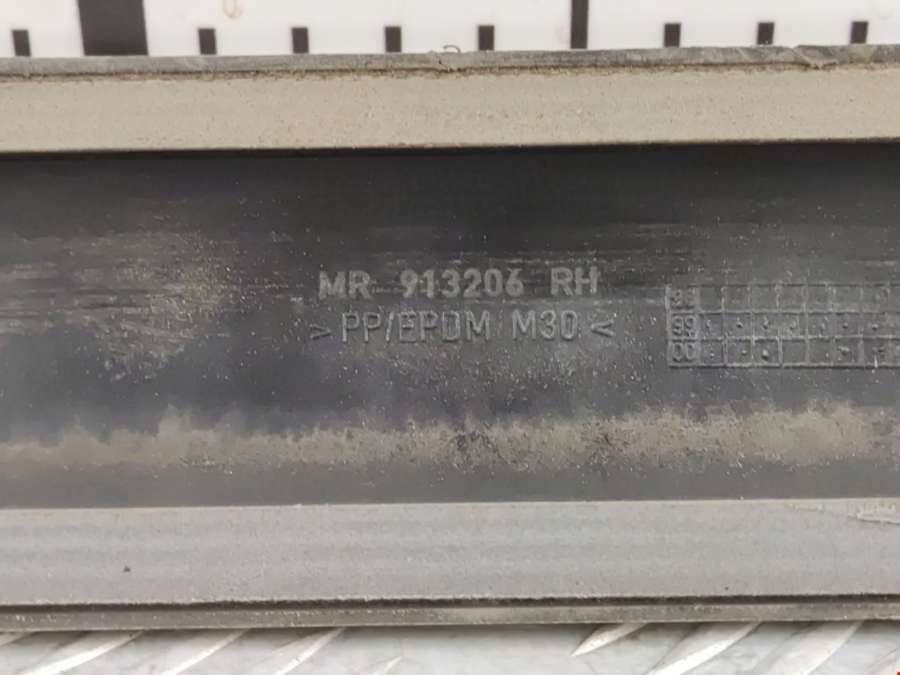 MR 913206 RH
>PP/EPDM M30<
99
00